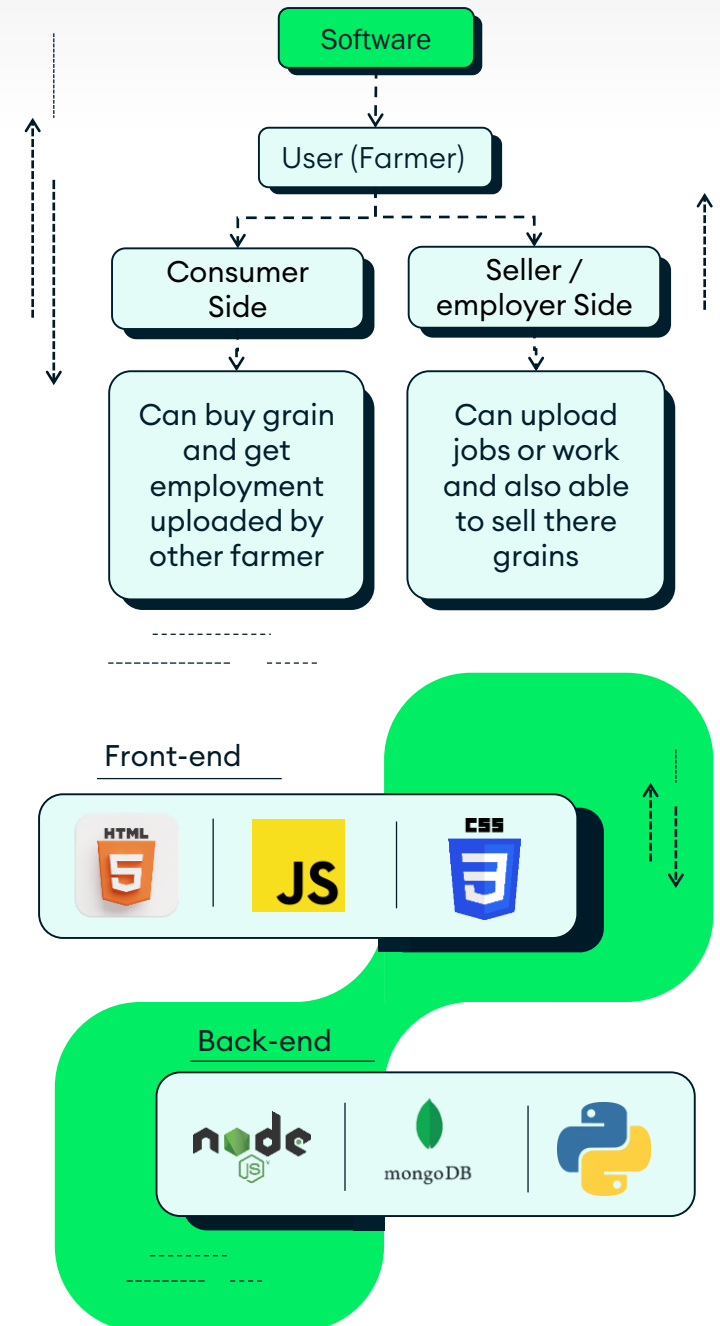 Software
User (Farmer)
Consumer
Side
Seller /
employer Side
Can buy grain
and get
employment
uploaded by
other farmer
Can upload
jobs or work
and also able
to sell there
grains
Front-end
HTML
5
JS
CSS
3
Back-end
node
JS
mongoDB